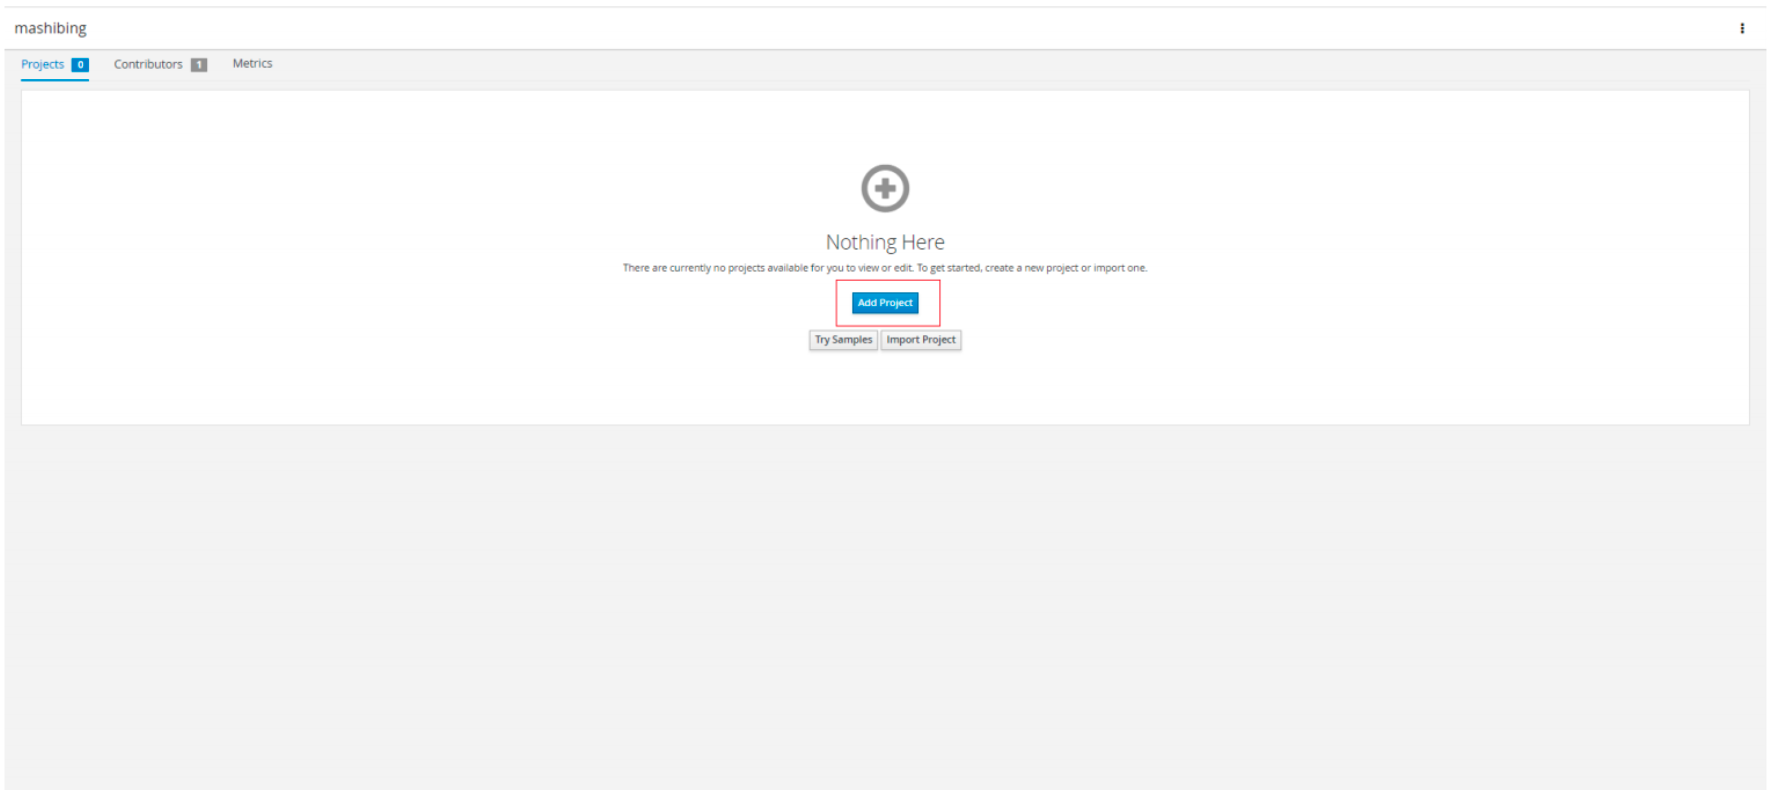 mashibing
Projects 0 Contributors 1 Metrics
Nothing Here
There are currently no projects available for you to view or edit. To get started, create a new project or import one.
Add Project
Try Samples Import Project